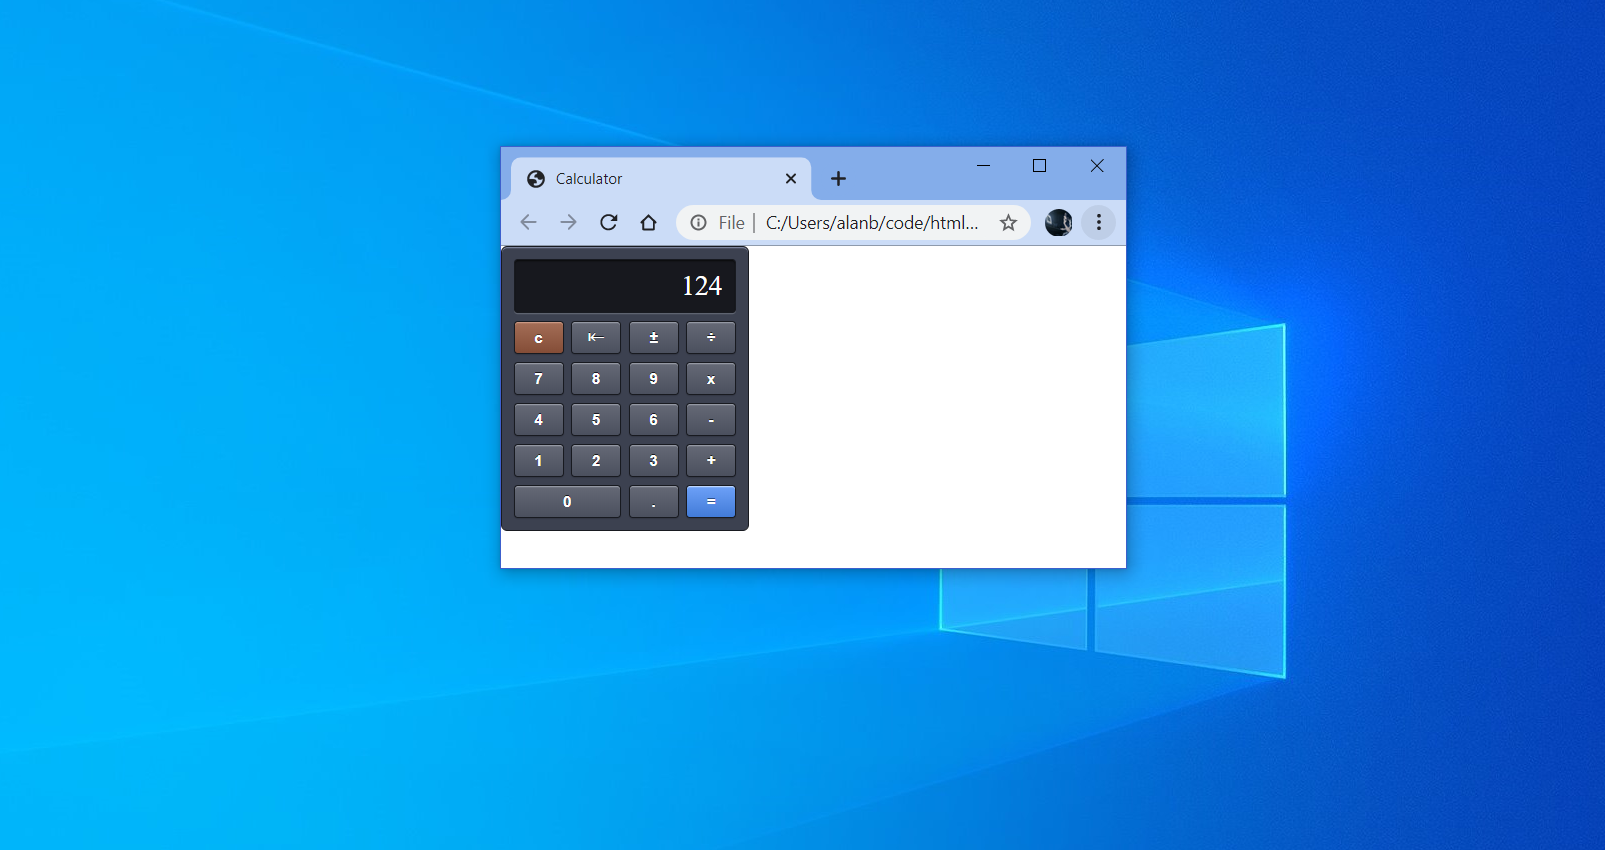 Calculator
File | C:/Users/alanb/code/html...
124
c ⇤ ± ÷
7 8 9 x
4 5 6 -
1 2 3 +
0 . =